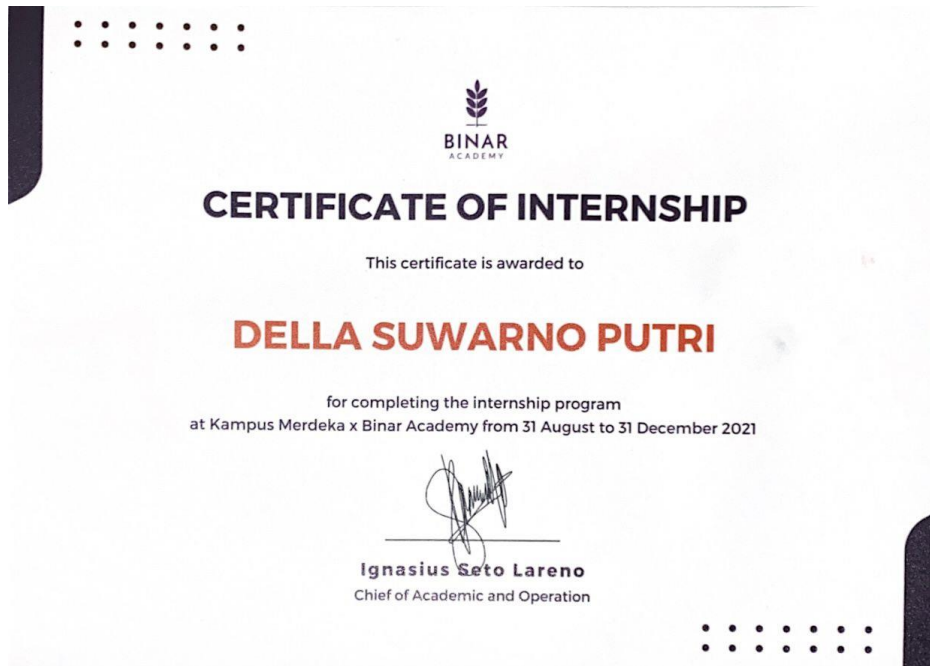 BINAR
ACADEMY
CERTIFICATE OF INTERNSHIP
This certificate is awarded to
DELLA SUWARNO PUTRI
for completing the internship program
at Kampus Merdeka x Binar Academy from 31 August to 31 December 2021
Ignasius Seto Lareno
Chief of Academic and Operation